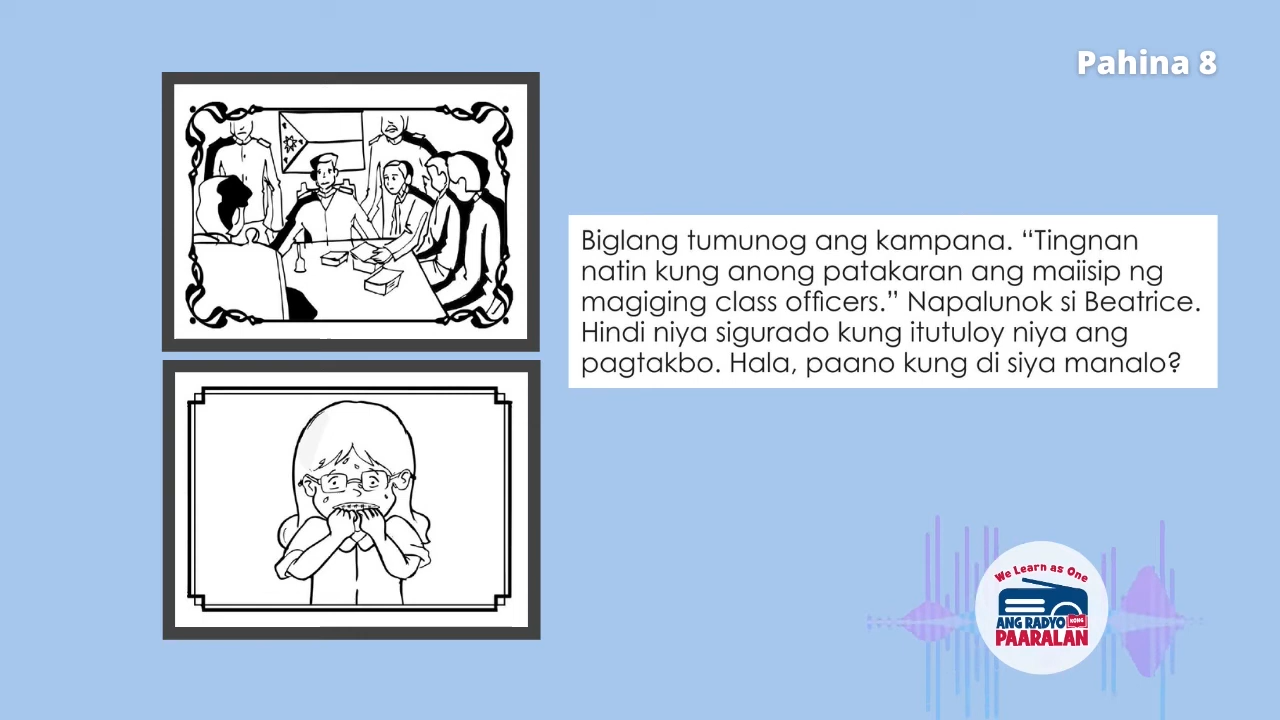 Pahina 8
Biglang tumunog ang kampana. “Tingnan
natin kung anong patakaran ang maiisip ng
magiging class officers.” Napalunok si Beatrice.
Hindi niya sigurado kung itutuloy niya ang
pagtakbo. Hala, paano kung di siya manalo?
We Learn as One
ANG RADYO KONG
PAARALAN